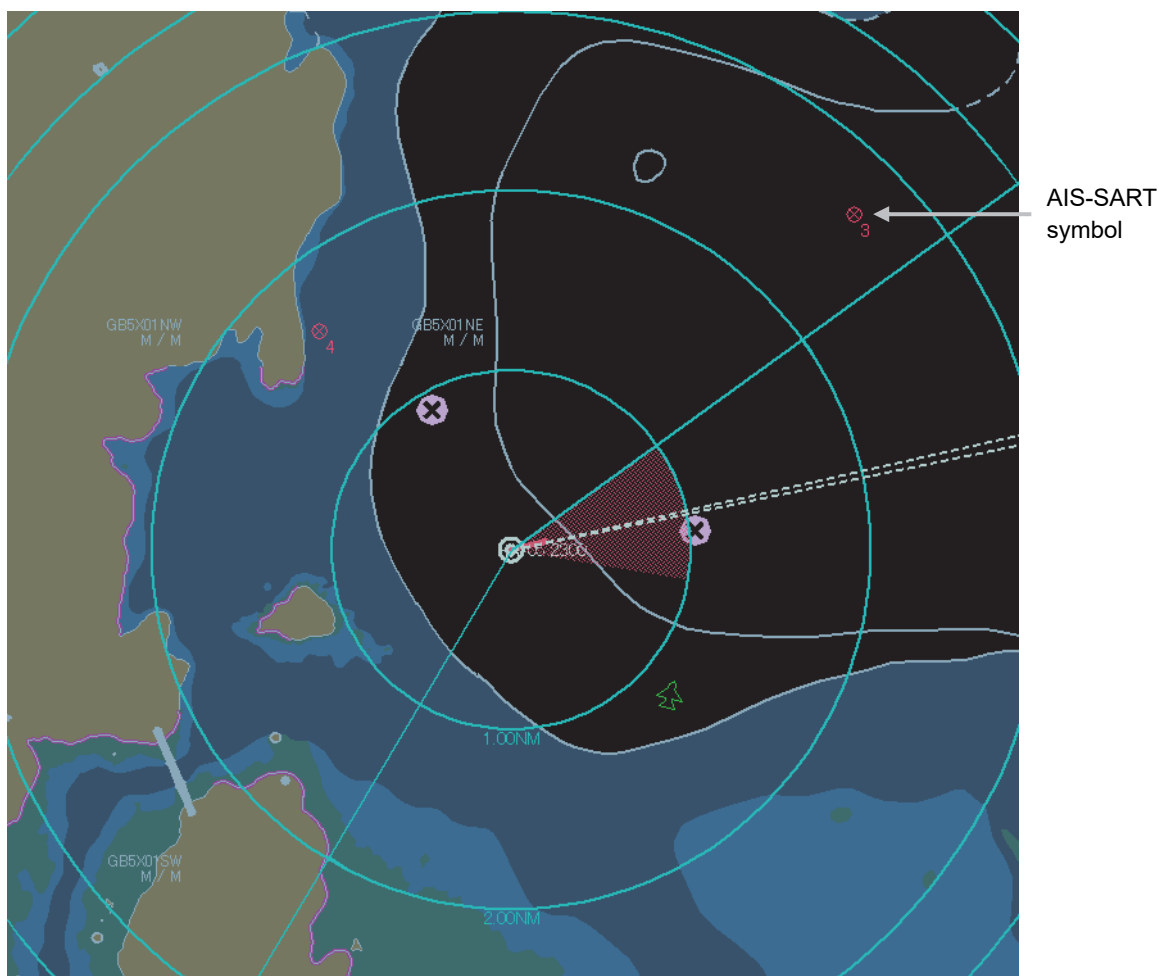 AIS-SART
symbol
3
GB5X01NW
M / M
GB5X01NE
M / M
4
1.00NM
GB5X01SW
M / M
2.00NM